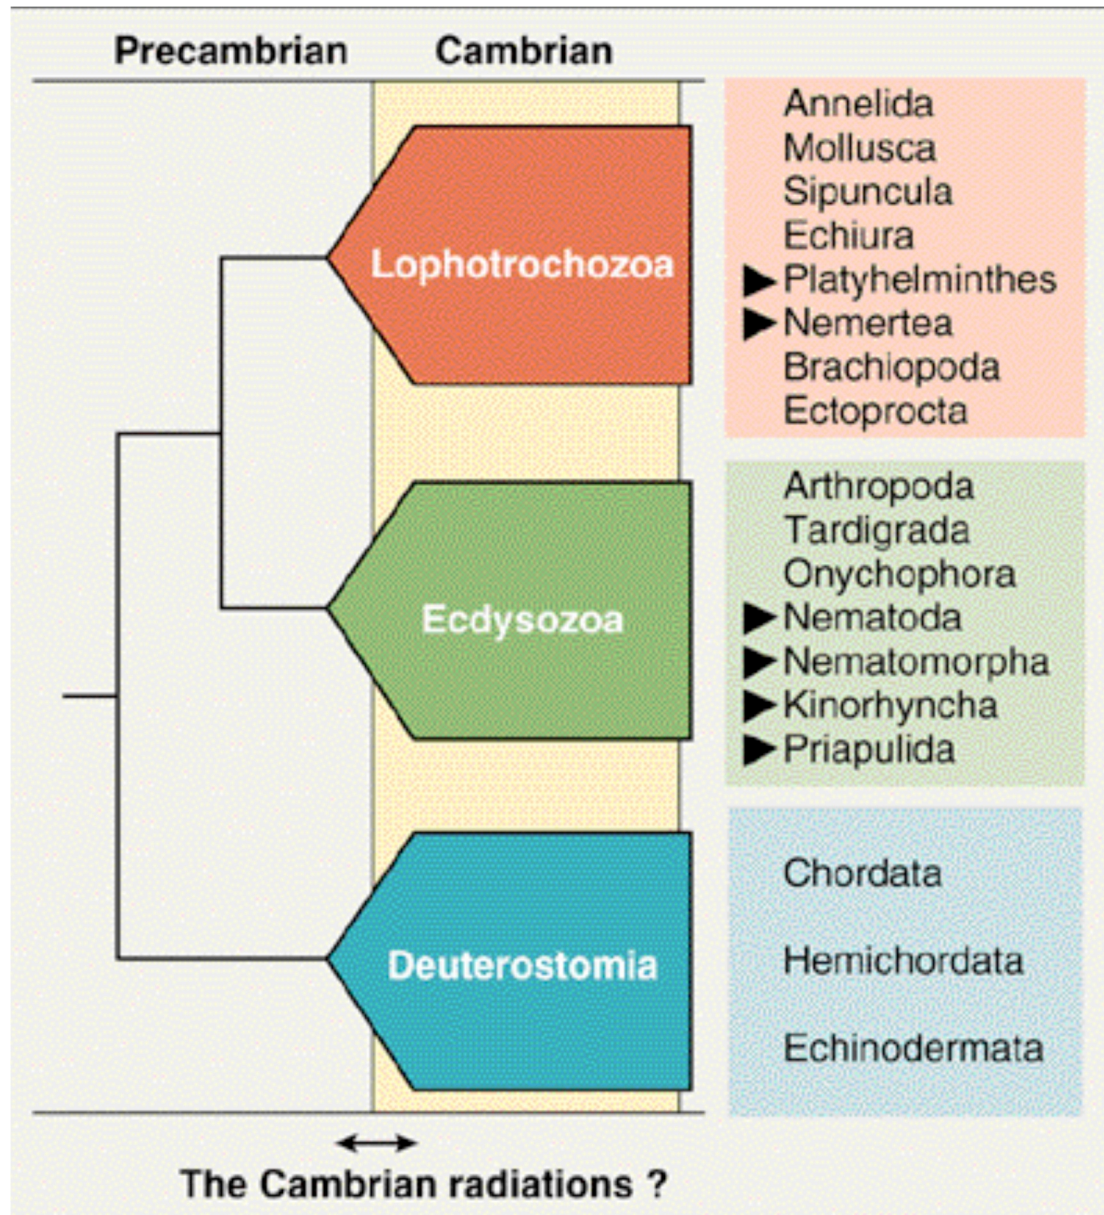 Precambrian Cambrian
Annelida
Mollusca
Sipuncula
Echiura
Lophotrochozoa
Platyhelminthes
Nemertea
Brachiopoda
Ectoprocta
Arthropoda
Tardigrada
Onychophora
Ecdysozoa
Nematoda
Nematomorpha
Kinorhyncha
Priapulida
Chordata
Deuterostomia
Hemichordata
Echinodermata
The Cambrian radiations ?